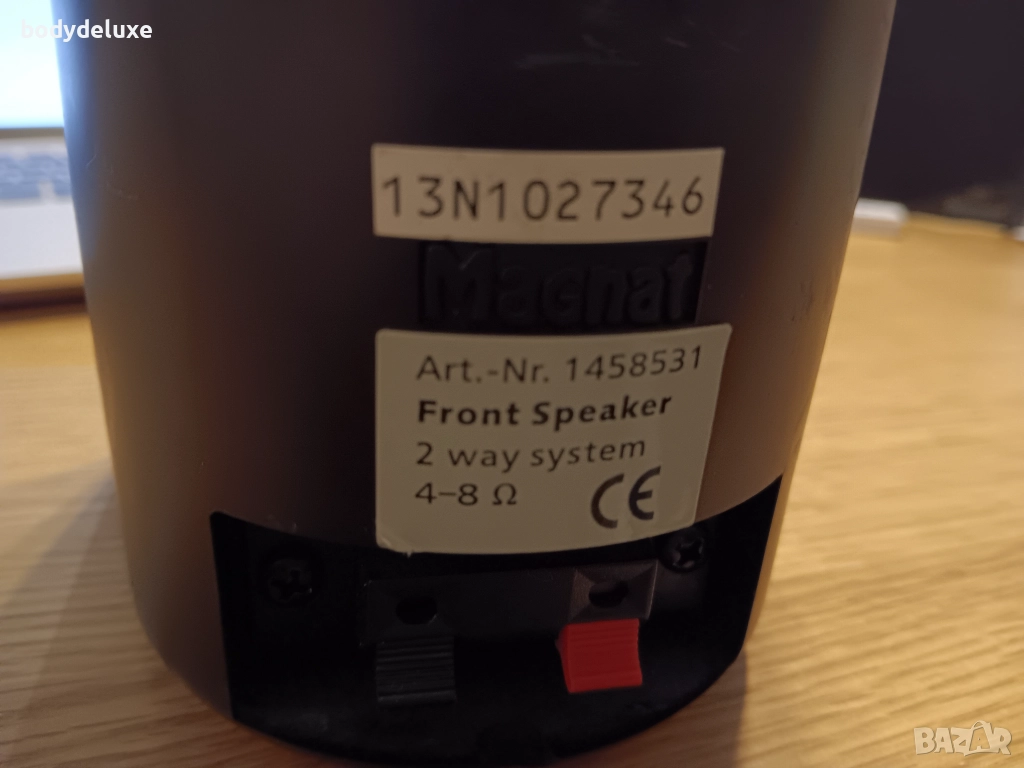 bodydeluxe
13N1027346
Magnat
Art.-Nr. 1458531
Front Speaker
2 way system
4-8 Ω
CE
BAZAR